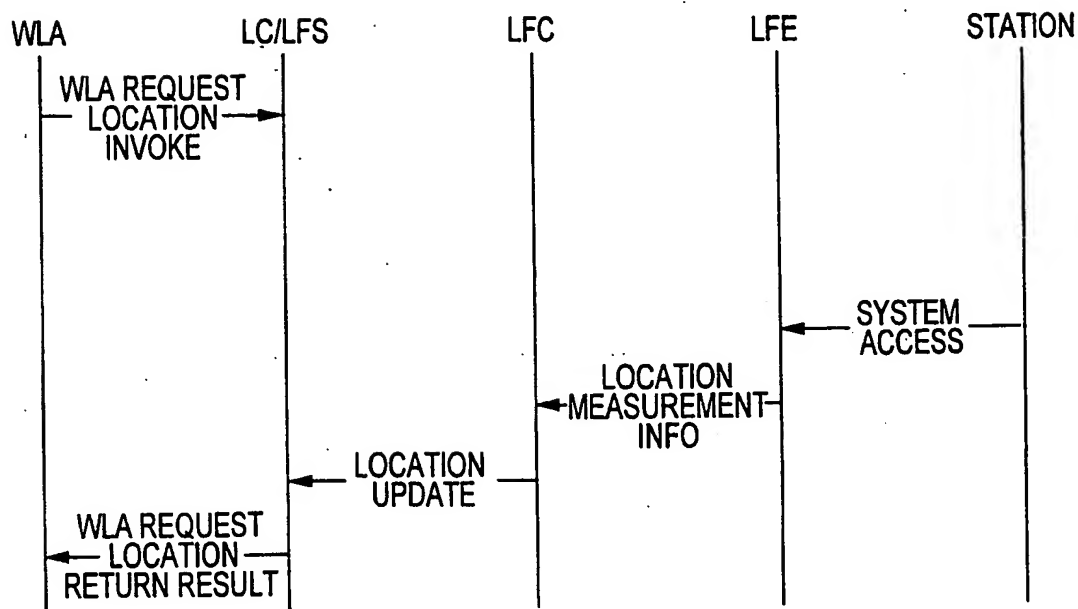 WLA LC/LFS LFC LFE STATION
WLA REQUEST
LOCATION
INVOKE
SYSTEM
ACCESS
LOCATION
MEASUREMENT
INFO
LOCATION
UPDATE
WLA REQUEST
LOCATION
RETURN RESULT